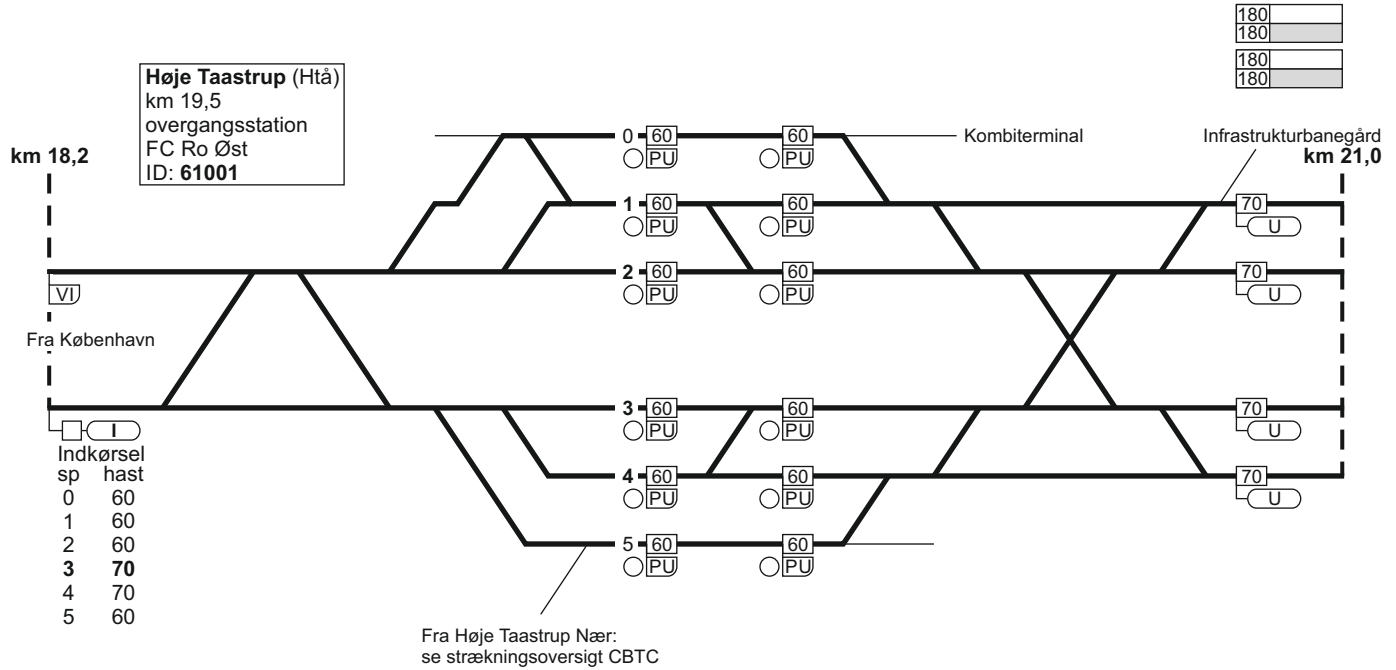 180
180
180
180
Høje Taastrup (Htå)
km 19,5
overgangsstation
FC Ro Øst
ID: 61001
km 18,2
0 60 60 Kombiterminal Infrastrukturbanegård
PU PU km 21,0
1 60 60 70
PU PU U
2 60 60 70
VI PU PU U
Fra København
3 60 60 70
I PU PU U
Indkørsel
sp hast
4 60 60 70
PU PU U
0 60
1 60
2 60
3 70
4 70
5 60
5 60 60
PU PU
Fra Høje Taastrup Nær:
se strækningsoversigt CBTC